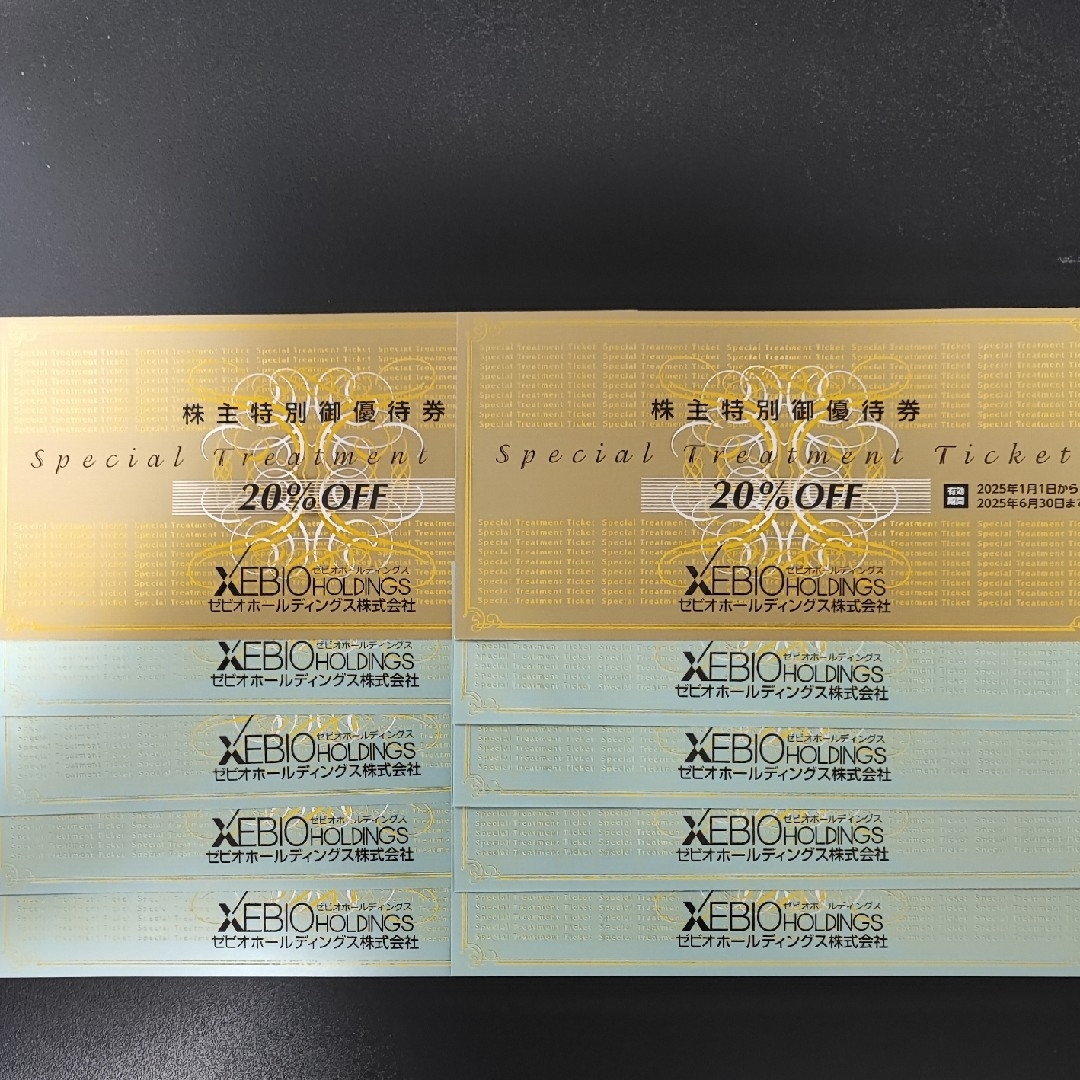 株主特別御優待券
Special Treatment
20%OFF
ゼビオホールディングス
XEBIO HOLDINGS
ゼビオホールディングス株式会社
株主特別御優待券
Special Treatment Ticket
20%OFF
有効期間
2025年1月1日から
2025年6月30日ま
ゼビオホールディングス
XEBIO HOLDINGS
ゼビオホールディングス株式会社
ゼビオホールディングス
XEBIO HOLDINGS
ゼビオホールディングス株式会社
ゼビオホールディングス
XEBIO HOLDINGS
ゼビオホールディングス株式会社
ゼビオホールディングス
XEBIO HOLDINGS
ゼビオホールディングス株式会社
ゼビオホールディングス
XEBIO HOLDINGS
ゼビオホールディングス株式会社
ゼビオホールディングス
XEBIO HOLDINGS
ゼビオホールディングス株式会社
ゼビオホールディングス
XEBIO HOLDINGS
ゼビオホールディングス株式会社
ゼビオホールディングス
XEBIO HOLDINGS
ゼビオホールディングス株式会社
ゼビオホールディングス
XEBIO HOLDINGS
ゼビオホールディングス株式会社